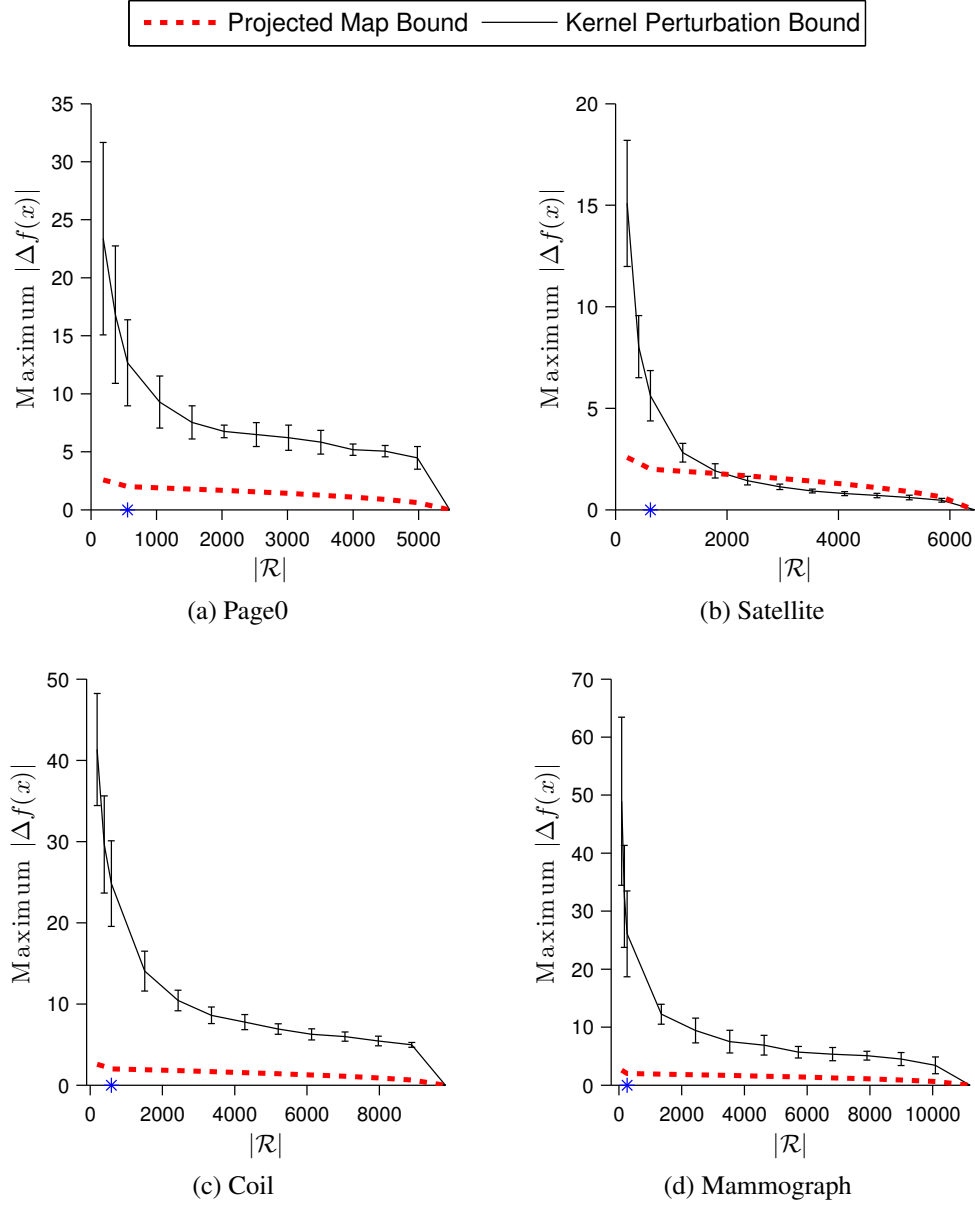 Projected Map Bound Kernel Perturbation Bound
35
30
25
20
15
10
5
0
Maximum |Δf(x)|
0 1000 2000 3000 4000 5000
|ℛ|
(a) Page0
20
15
10
5
0
Maximum |Δf(x)|
0 2000 4000 6000
|ℛ|
(b) Satellite
50
40
30
20
10
0
Maximum |Δf(x)|
0 2000 4000 6000 8000
|ℛ|
(c) Coil
70
60
50
40
30
20
10
0
Maximum |Δf(x)|
0 2000 4000 6000 8000 10000
|ℛ|
(d) Mammograph